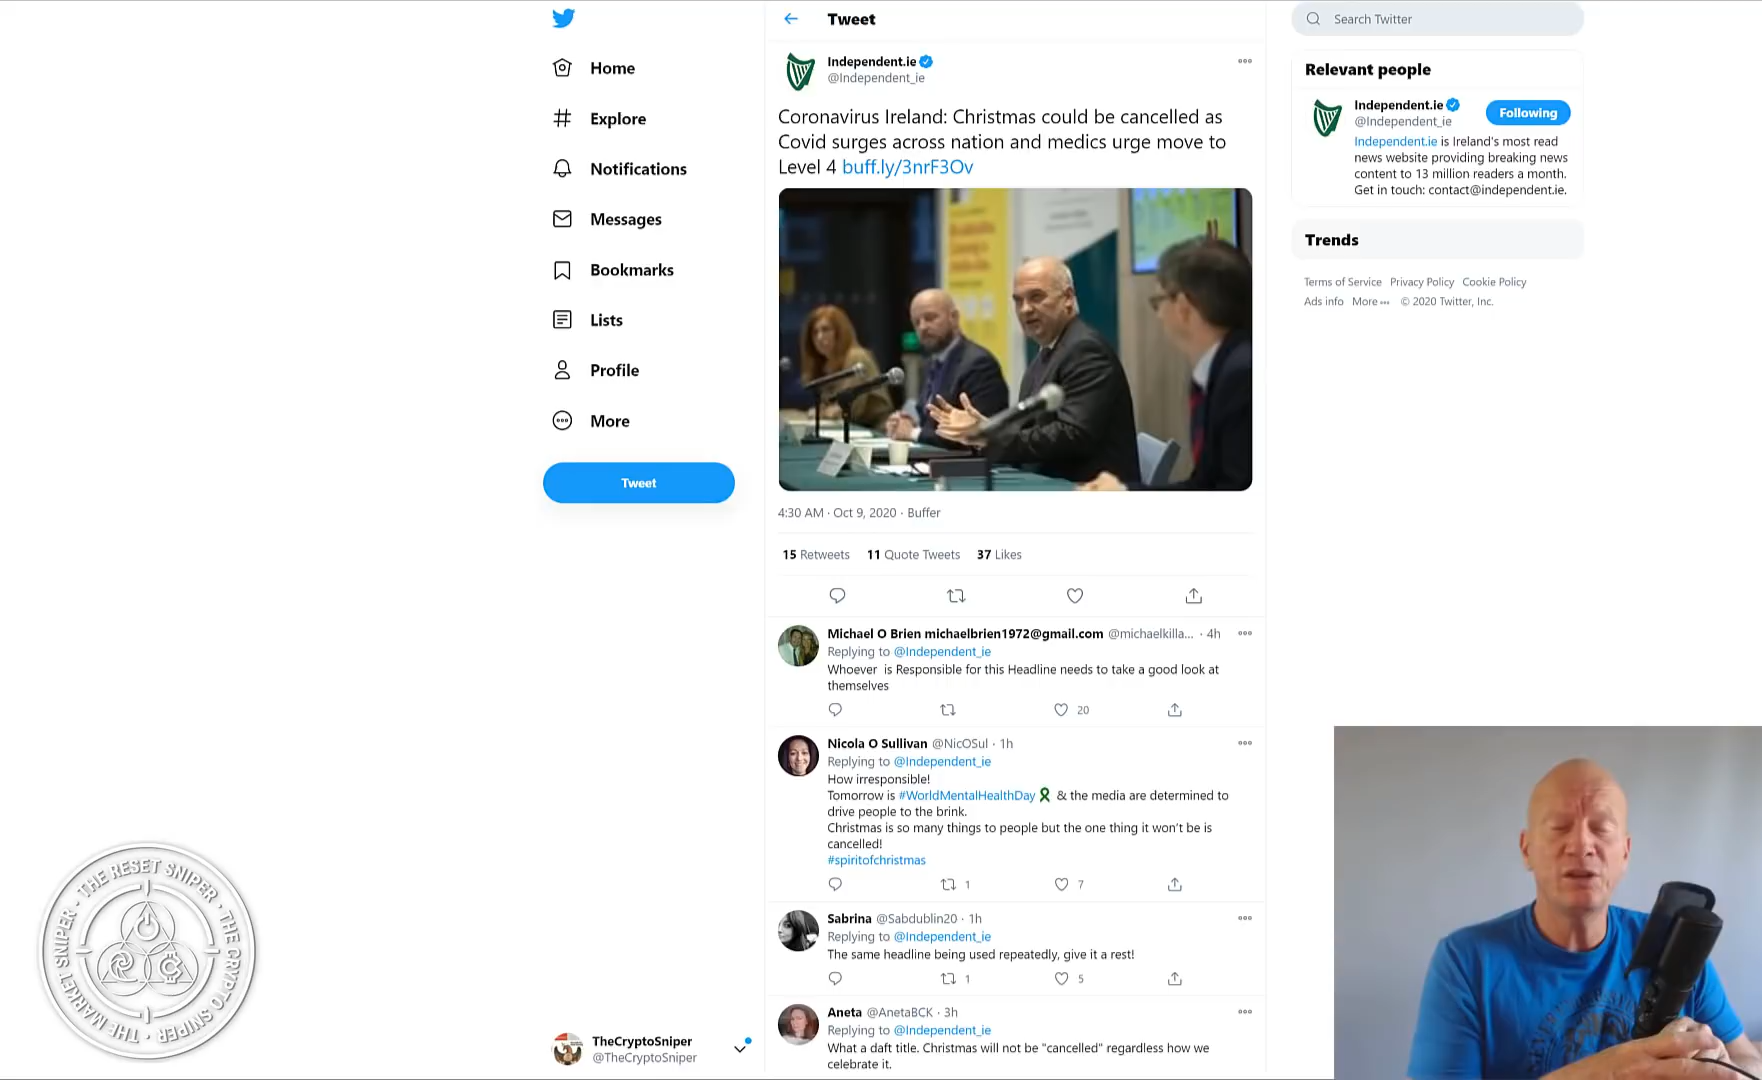 Home
Explore
Notifications
Messages
Bookmarks
Lists
Profile
More
Tweet
TheCryptoSniper
@TheCryptoSniper
THE RESET SNIPER · THE CRYPTO SNIPER · THE MARKET SNIPER ·
Tweet
Independent.ie
@Independent_ie
Coronavirus Ireland: Christmas could be cancelled as
Covid surges across nation and medics urge move to
Level 4 buff.ly/3nrF3Ov
4:30 AM · Oct 9, 2020 · Buffer
15 Retweets 11 Quote Tweets 37 Likes
Michael O Brien michaelbrien1972@gmail.com @michaelkilla... · 4h
Replying to @Independent_ie
Whoever is Responsible for this Headline needs to take a good look at
themselves
20
Nicola O Sullivan @NicOSul · 1h
Replying to @Independent_ie
How irresponsible!
Tomorrow is #WorldMentalHealthDay & the media are determined to
drive people to the brink.
Christmas is so many things to people but the one thing it won't be is
cancelled!
#spiritofchristmas
1 7
Sabrina @Sabdublin20 · 1h
Replying to @Independent_ie
The same headline being used repeatedly, give it a rest!
1 5
Aneta @AnetaBCK · 3h
Replying to @Independent_ie
What a daft title. Christmas will not be "cancelled" regardless how we
celebrate it.
Search Twitter
Relevant people
Independent.ie
@Independent_ie
Following
Independent.ie is Ireland's most read
news website providing breaking news
content to 13 million readers a month.
Get in touch: contact@independent.ie.
Trends
Terms of Service Privacy Policy Cookie Policy
Ads info More ··· © 2020 Twitter, Inc.